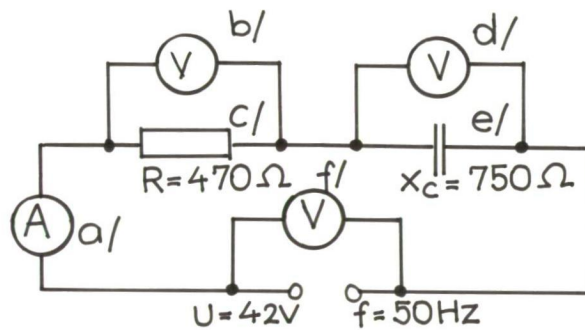 b/
d/
V
V
c/
e/
R=470Ω
f/
X_C=750Ω
A
a/
V
U=42V
f=50Hz